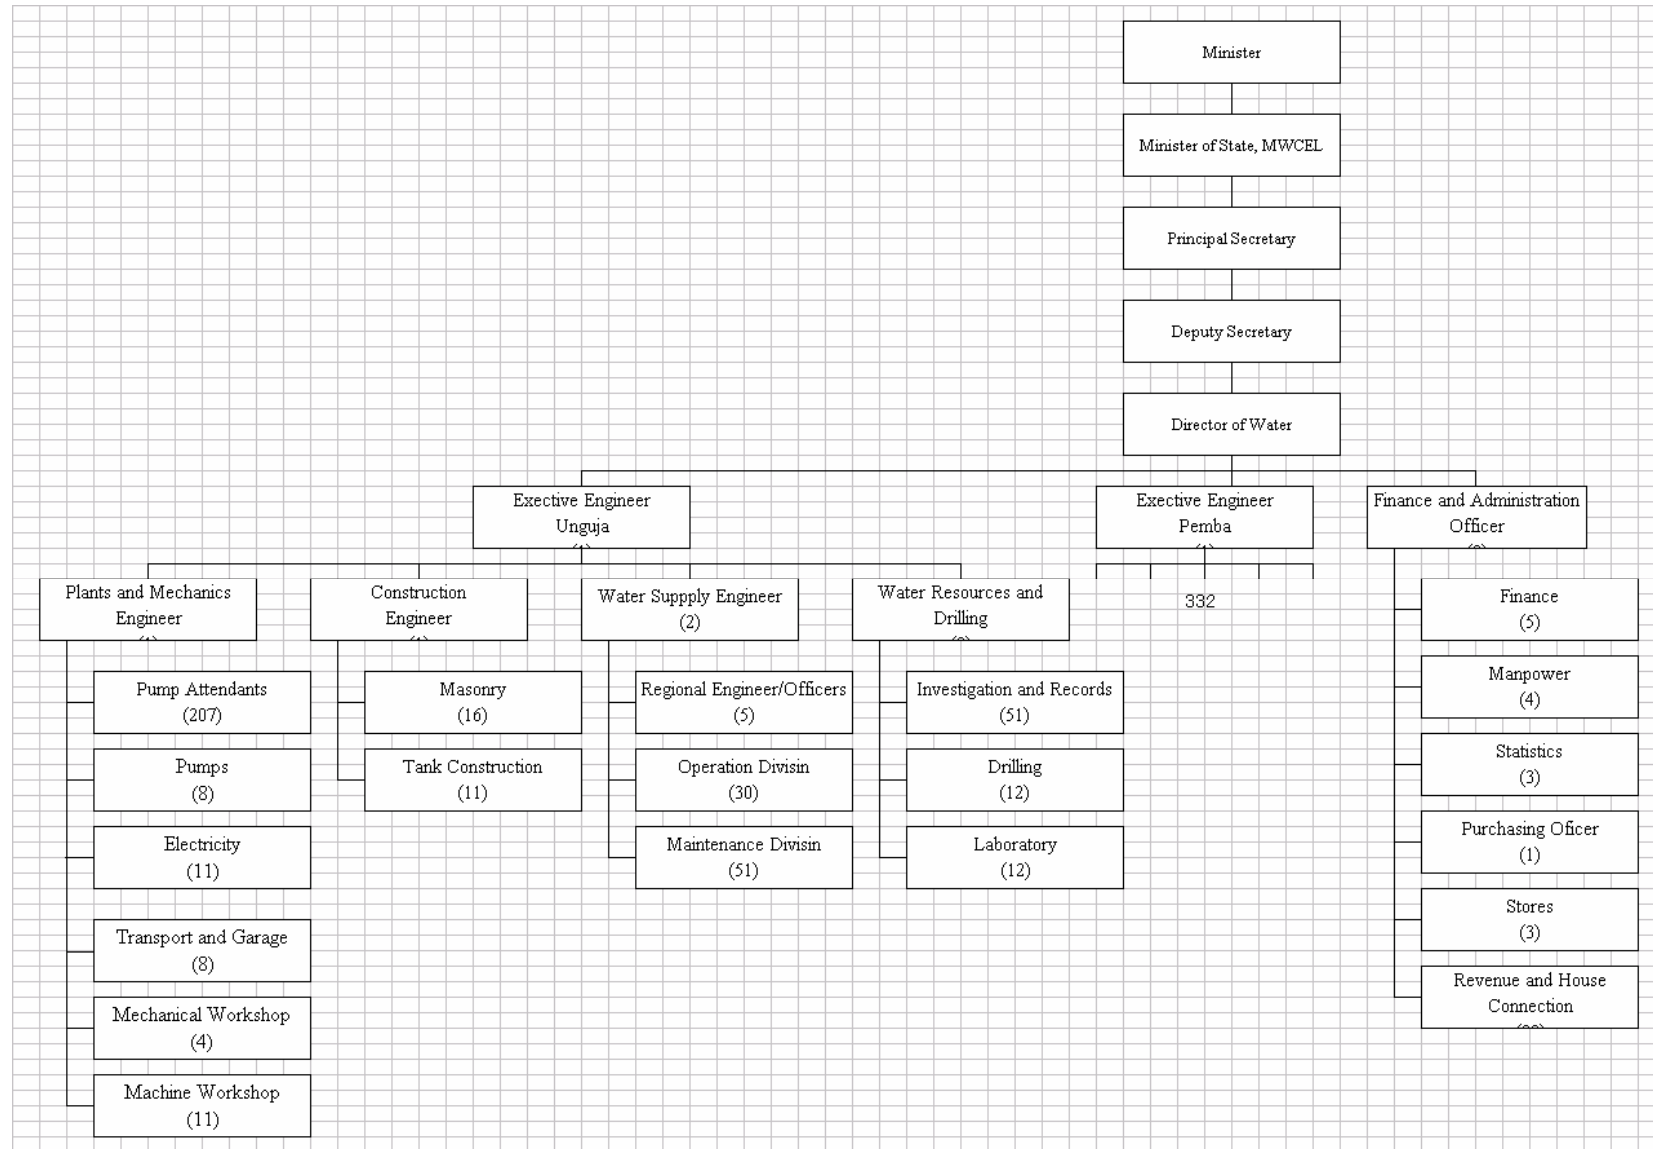 Minister
Minister of State, MWCEL
Principal Secretary
Deputy Secretary
Director of Water
Exective Engineer
Unguja
Exective Engineer
Pemba
Finance and Administration
Officer
Plants and Mechanics
Engineer
Construction
Engineer
Water Suppply Engineer
(2)
Water Resources and
Drilling
332
Finance
(5)
Pump Attendants
(207)
Masonry
(16)
Regional Engineer/Officers
(5)
Investigation and Records
(51)
Manpower
(4)
Pumps
(8)
Tank Construction
(11)
Operation Divisin
(30)
Drilling
(12)
Statistics
(3)
Electricity
(11)
Maintenance Divisin
(51)
Laboratory
(12)
Purchasing Oficer
(1)
Transport and Garage
(8)
Stores
(3)
Mechanical Workshop
(4)
Revenue and House
Connection
Machine Workshop
(11)